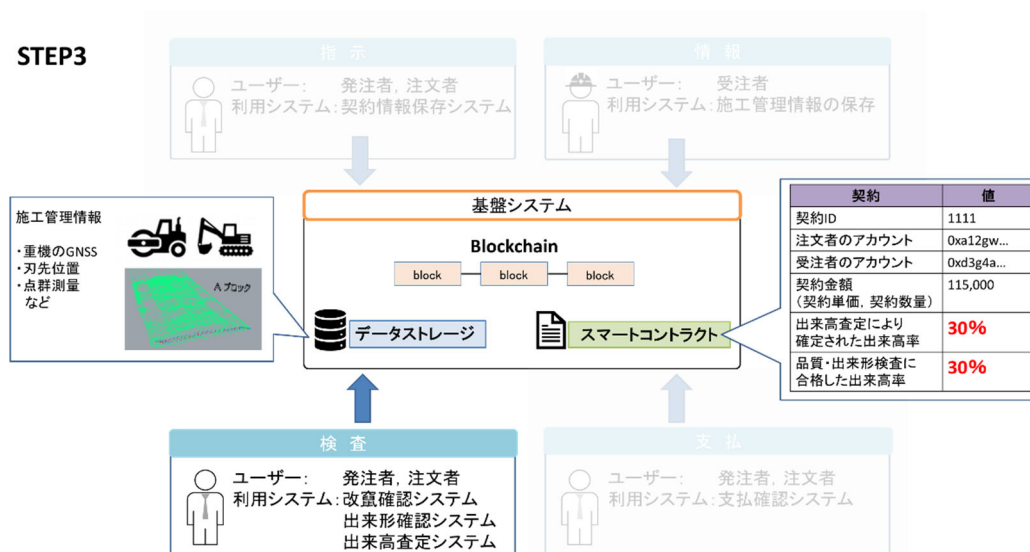 STEP3
指示
ユーザー: 発注者, 注文者
利用システム:契約情報保存システム
情報
ユーザー: 受注者
利用システム:施工管理情報の保存
施工管理情報
・重機のGNSS
・刃先位置
・点群測量
など
Aブロック
基盤システム
Blockchain
block
block
block
データストレージ
スマートコントラクト
契約 値
契約ID 1111
注文者のアカウント 0xa12gw...
受注者のアカウント 0xd3g4a...
契約金額 115,000
(契約単価, 契約数量)
出来高査定により 30%
確定された出来高率
品質・出来形検査に 30%
合格した出来高率
検査
ユーザー: 発注者, 注文者
利用システム:改竄確認システム
出来形確認システム
出来高査定システム
支払
ユーザー: 発注者, 注文者
利用システム:支払確認システム